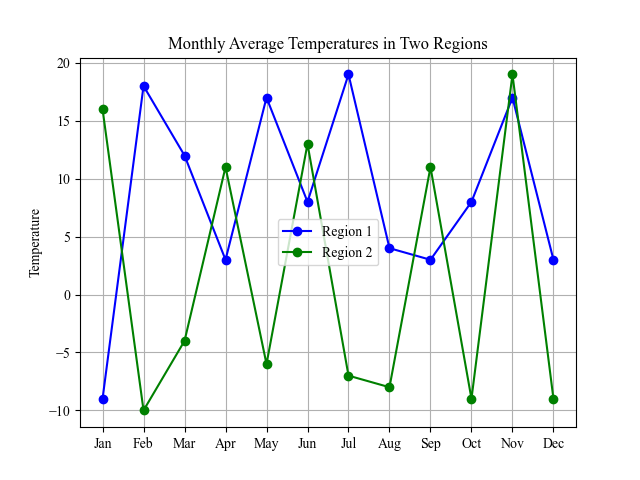 Monthly Average Temperatures in Two Regions
Temperature
20
15
10
5
0
−5
−10
Region 1
Region 2
Jan Feb Mar Apr May Jun Jul Aug Sep Oct Nov Dec